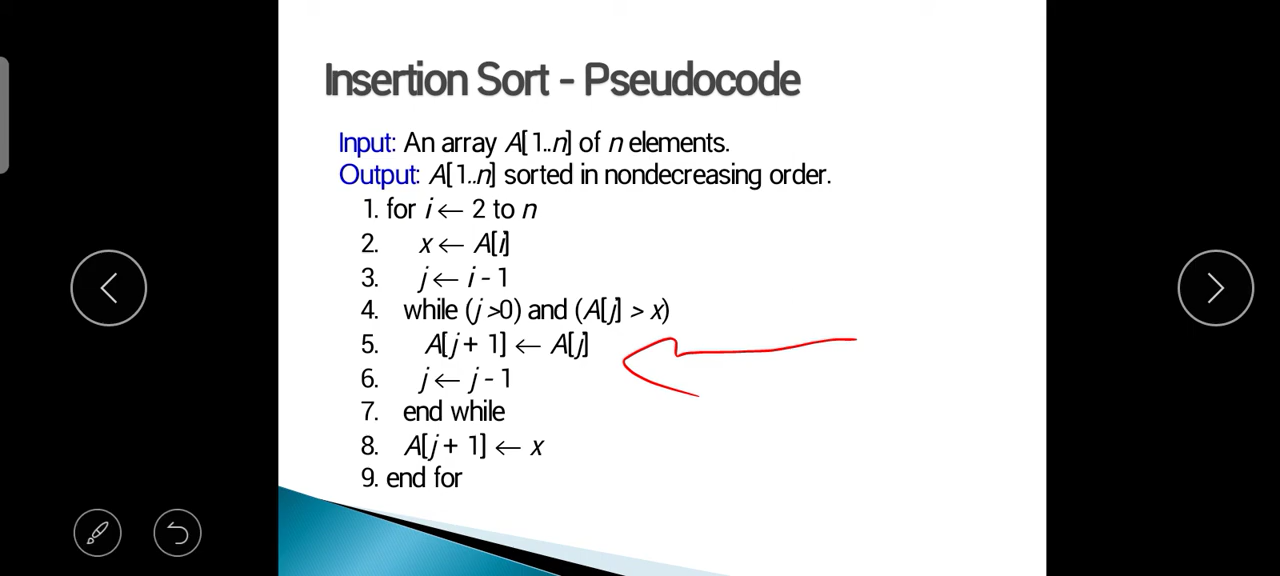 Insertion Sort - Pseudocode
Input: An array A[1..n] of n elements.
Output: A[1..n] sorted in nondecreasing order.
1. for i ← 2 to n
2. x ← A[i]
3. j ← i - 1
4. while (j >0) and (A[j] > x)
5. A[j + 1] ← A[j]
6. j ← j - 1
7. end while
8. A[j + 1] ← x
9. end for